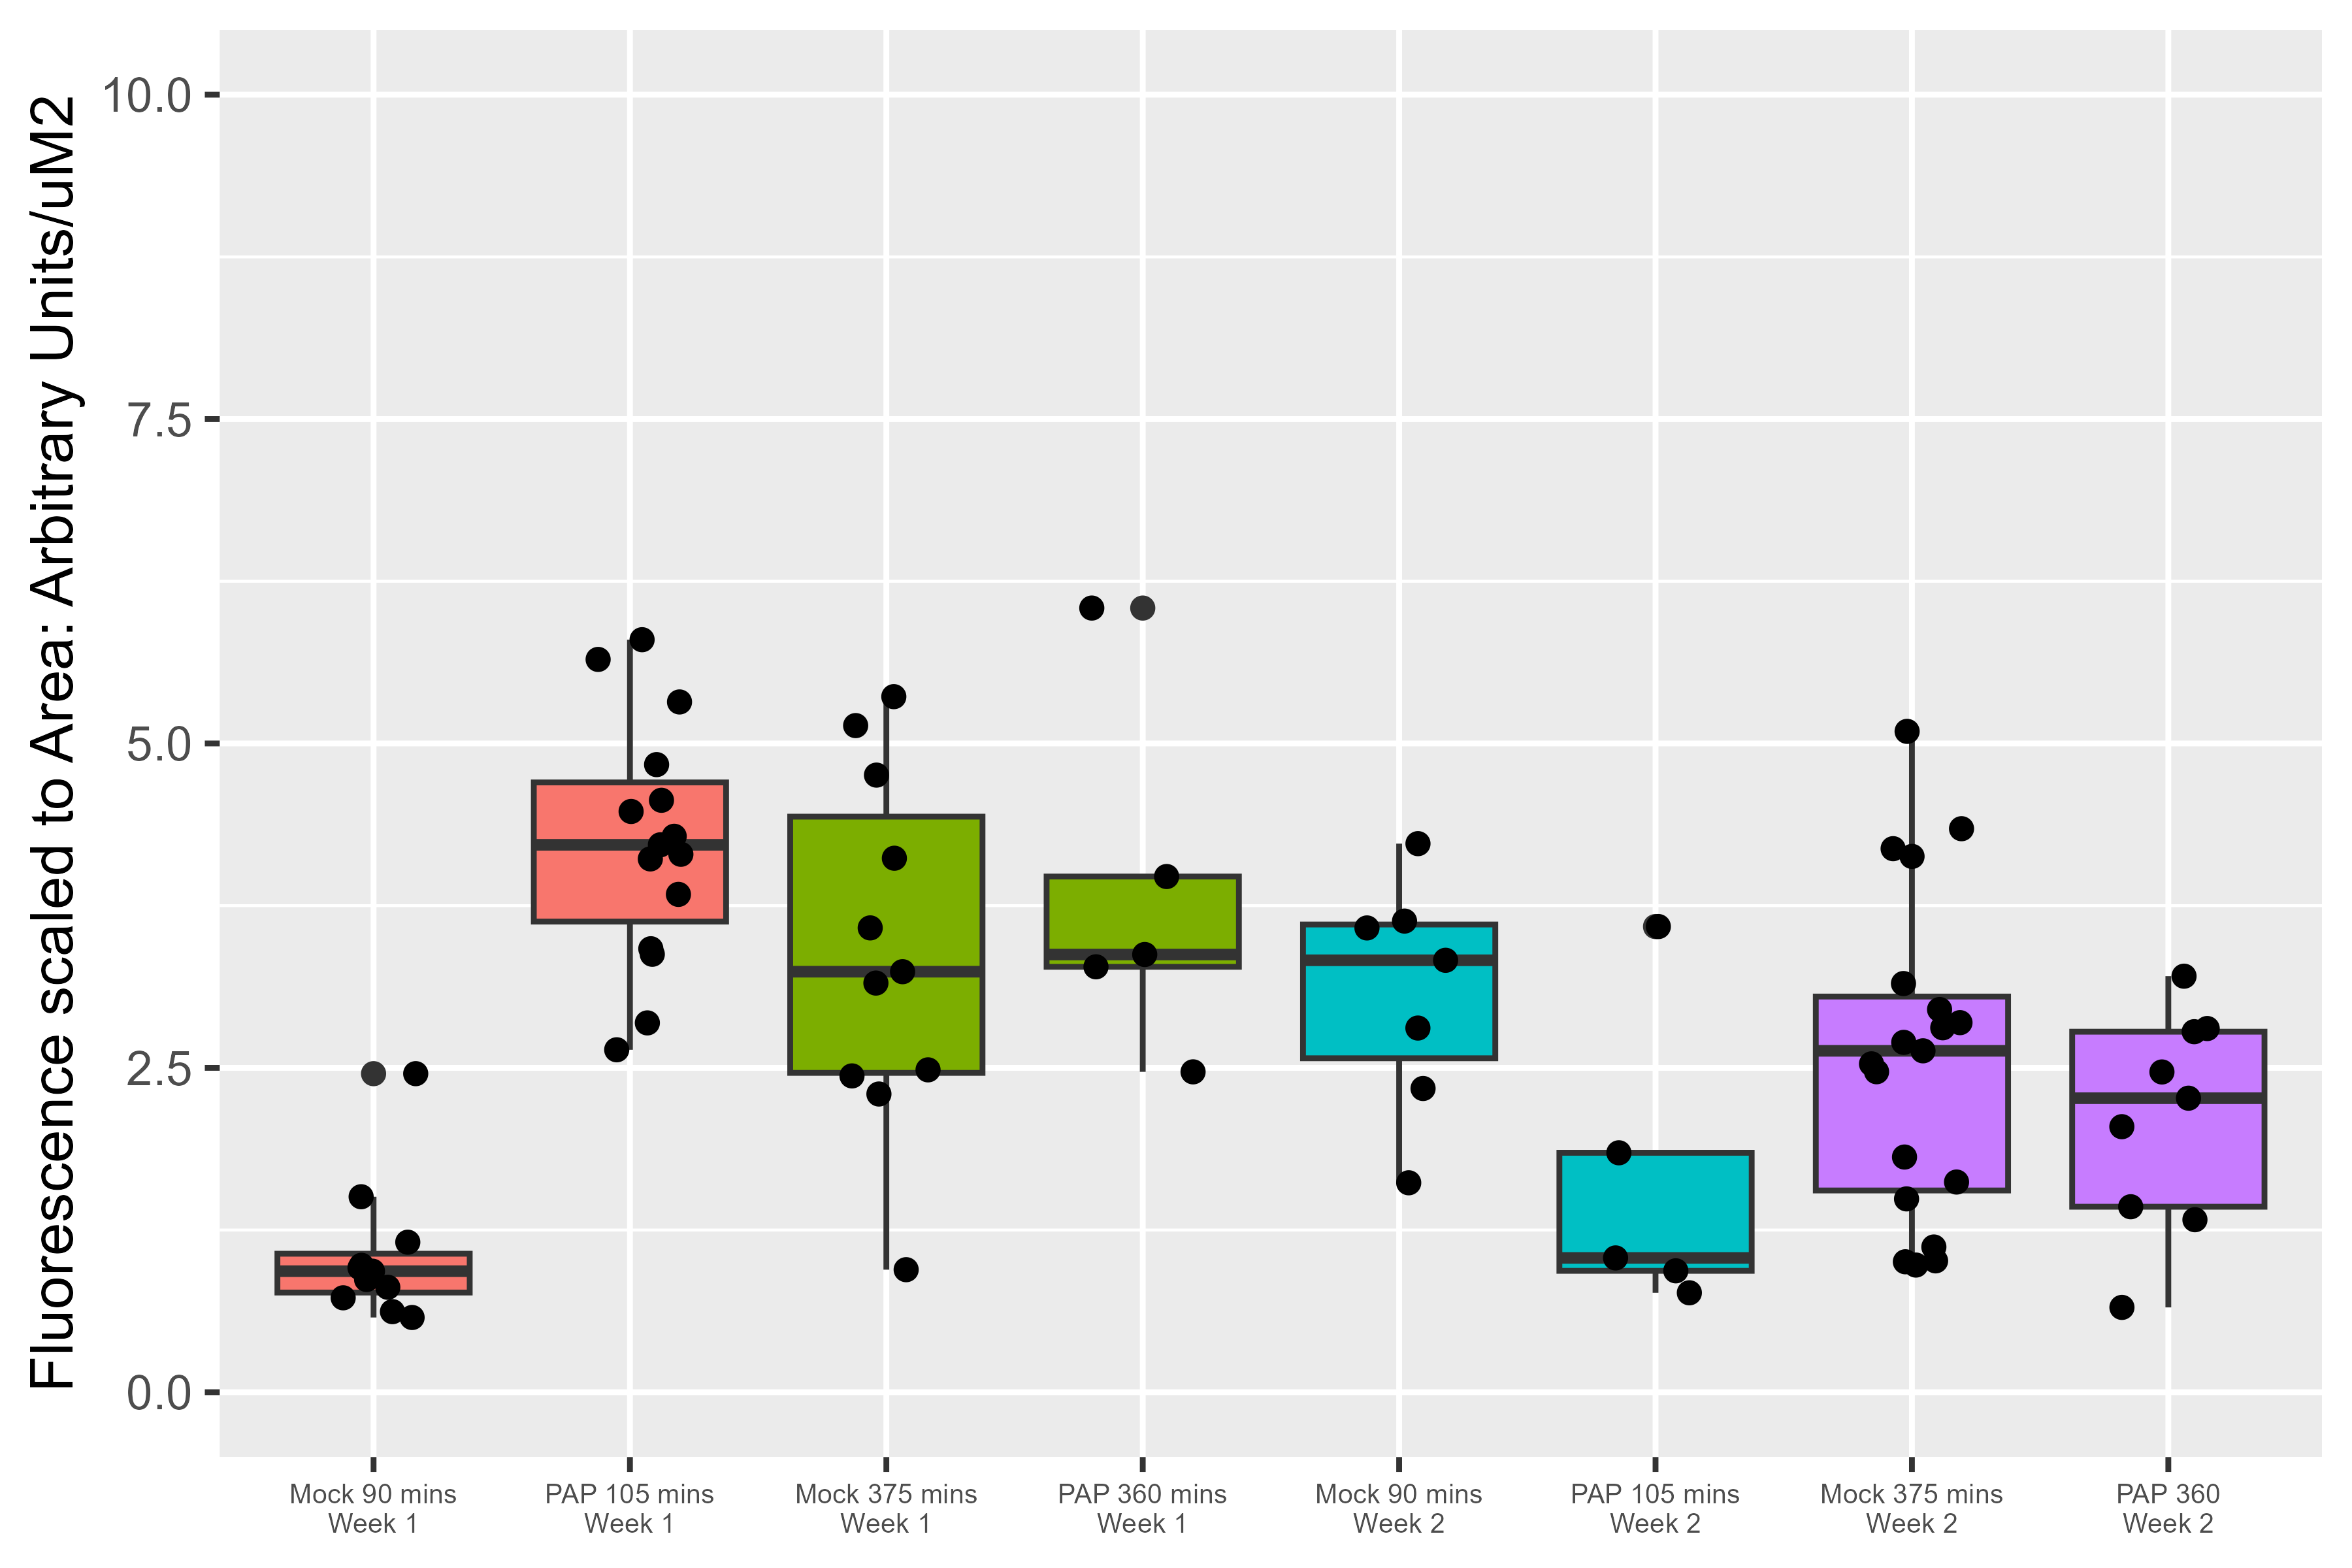 Fluorescence scaled to Area: Arbitrary Units/uM2
10.0
7.5
5.0
2.5
0.0
Mock 90 mins
Week 1
PAP 105 mins
Week 1
Mock 375 mins
Week 1
PAP 360 mins
Week 1
Mock 90 mins
Week 2
PAP 105 mins
Week 2
Mock 375 mins
Week 2
PAP 360
Week 2